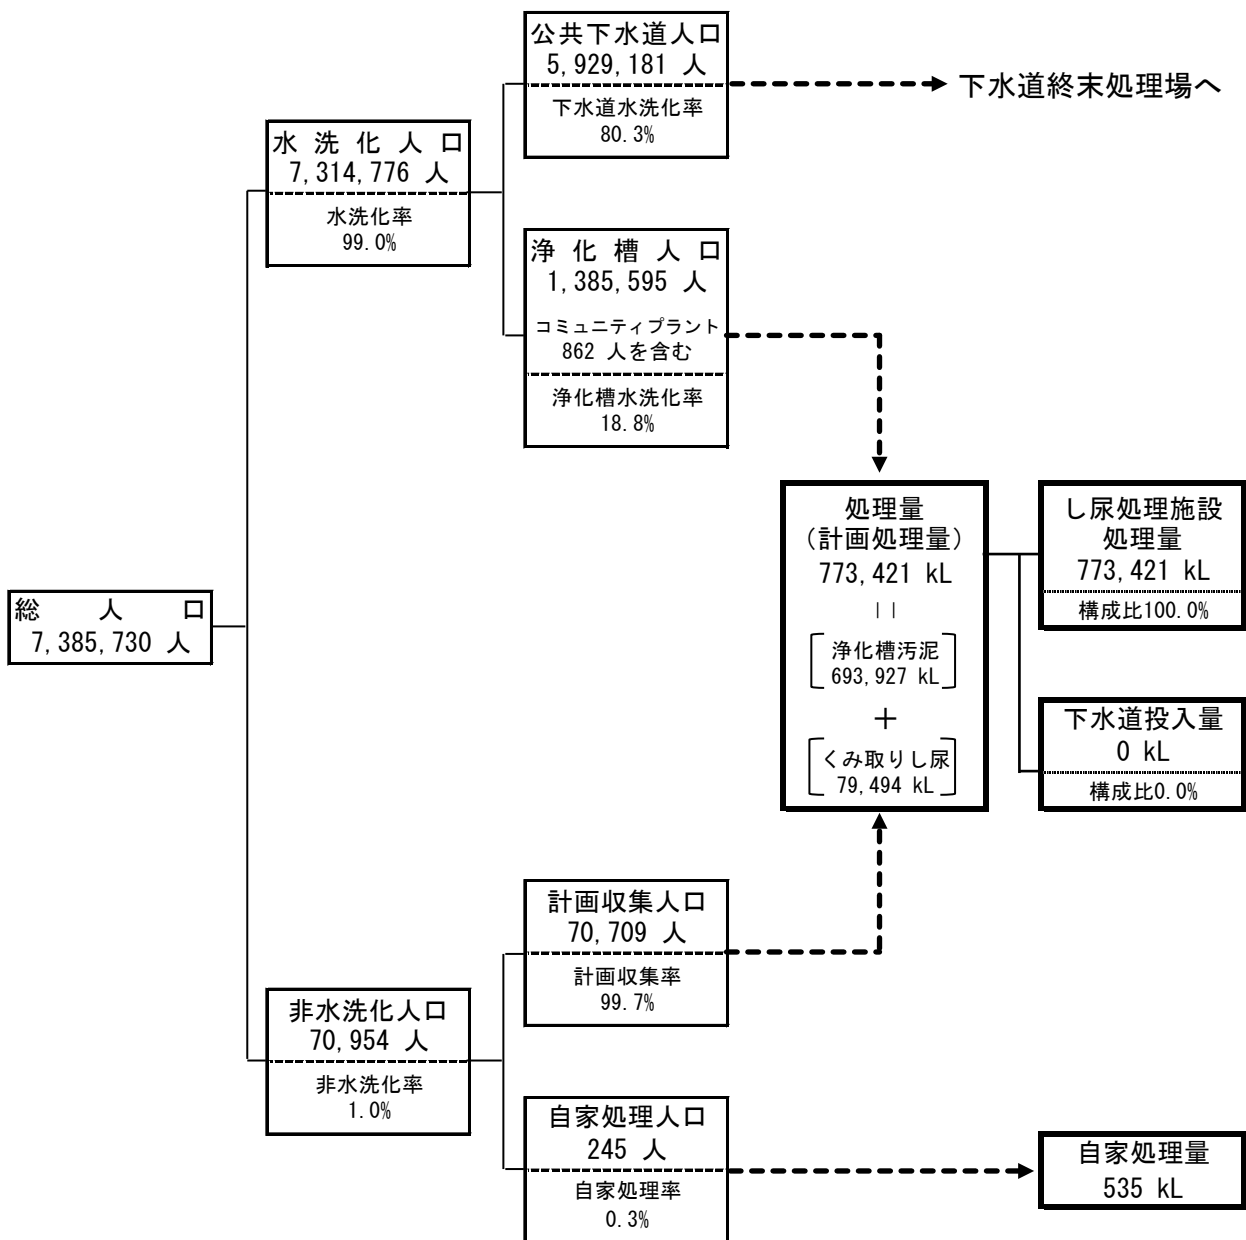 公共下水道人口
5,929,181 人
下水道水洗化率
80.3%
下水道終末処理場へ
水洗化人口
7,314,776 人
水洗化率
99.0%
浄化槽人口
1,385,595 人
コミュニティプラント
862 人を含む
浄化槽水洗化率
18.8%
総人口
7,385,730 人
処理量
(計画処理量)
773,421 kL
||
浄化槽汚泥
693,927 kL
+
くみ取りし尿
79,494 kL
し尿処理施設
処理量
773,421 kL
構成比100.0%
下水道投入量
0 kL
構成比0.0%
計画収集人口
70,709 人
計画収集率
99.7%
非水洗化人口
70,954 人
非水洗化率
1.0%
自家処理人口
245 人
自家処理率
0.3%
自家処理量
535 kL